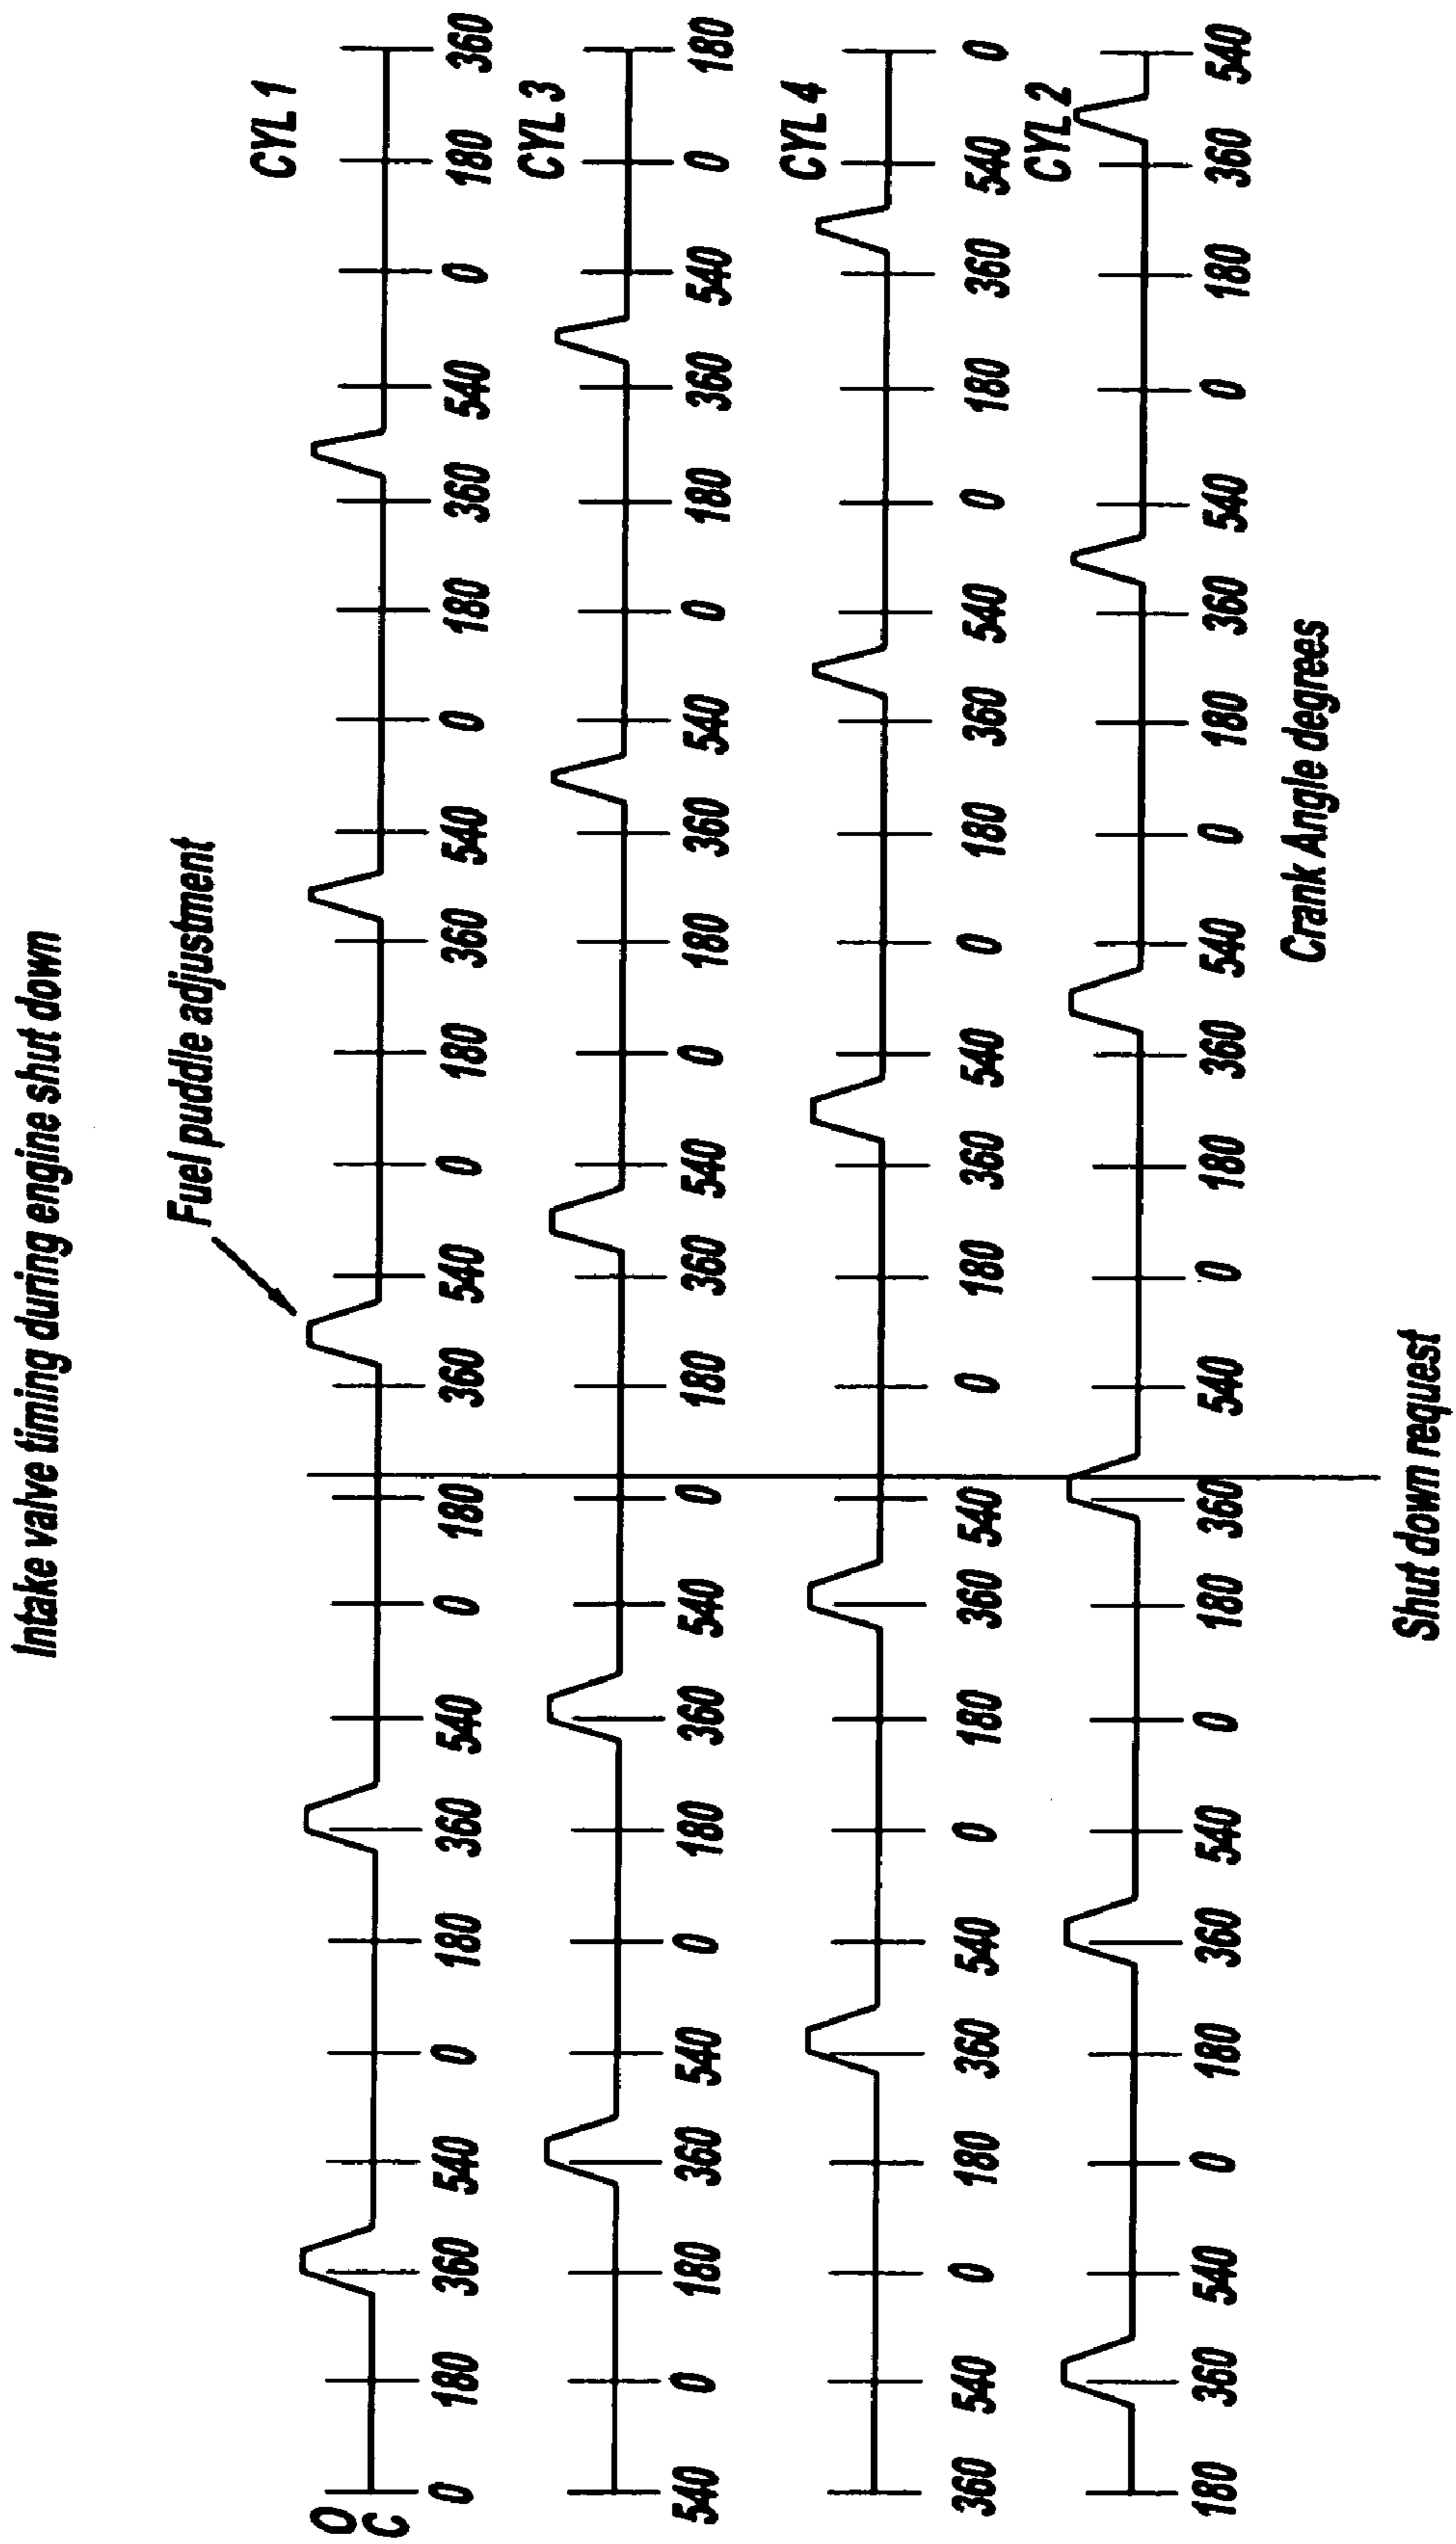 Intake valve timing during engine shut down
Fuel puddle adjustment
CYL 1
O
C
0 180 360 540 0 180 360 540 0 180 360 540 0 180 360 540 0 180 360 540 0 180 360
CYL 3
540 0 180 360 540 0 180 360 540 0 180 360 540 0 180 360 540 0 180 360 540 0 180
CYL 4
360 540 0 180 360 540 0 180 360 540 0 180 360 540 0 180 360 540 0 180 360 540 0
CYL 2
180 360 540 0 180 360 540 0 180 360 540 0 180 360 540 0 180 360 540 0 180 360 540
Crank Angle degrees
Shut down request